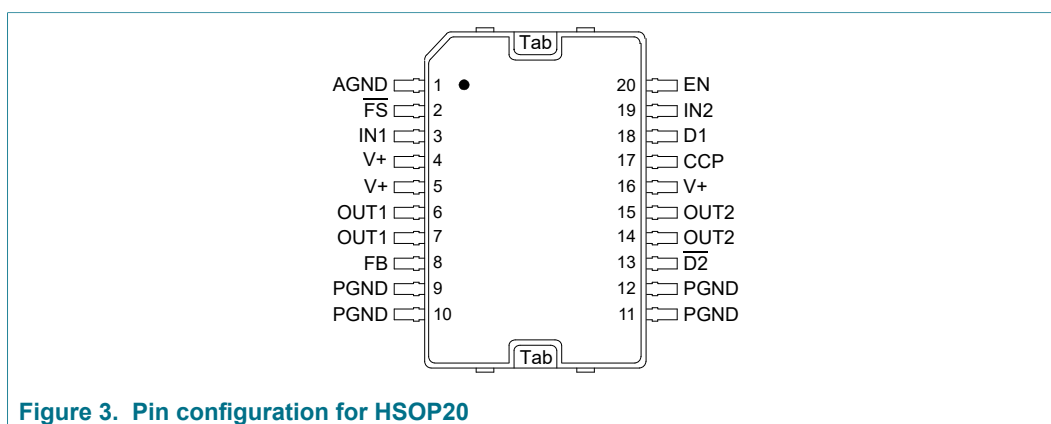 Tab
AGND 1 20 EN
F̅S̅ 2 19 IN2
IN1 3 18 D1
V+ 4 17 CCP
V+ 5 16 V+
OUT1 6 15 OUT2
OUT1 7 14 OUT2
FB 8 13 D̅2̅
PGND 9 12 PGND
PGND 10 11 PGND
Tab
Figure 3. Pin configuration for HSOP20